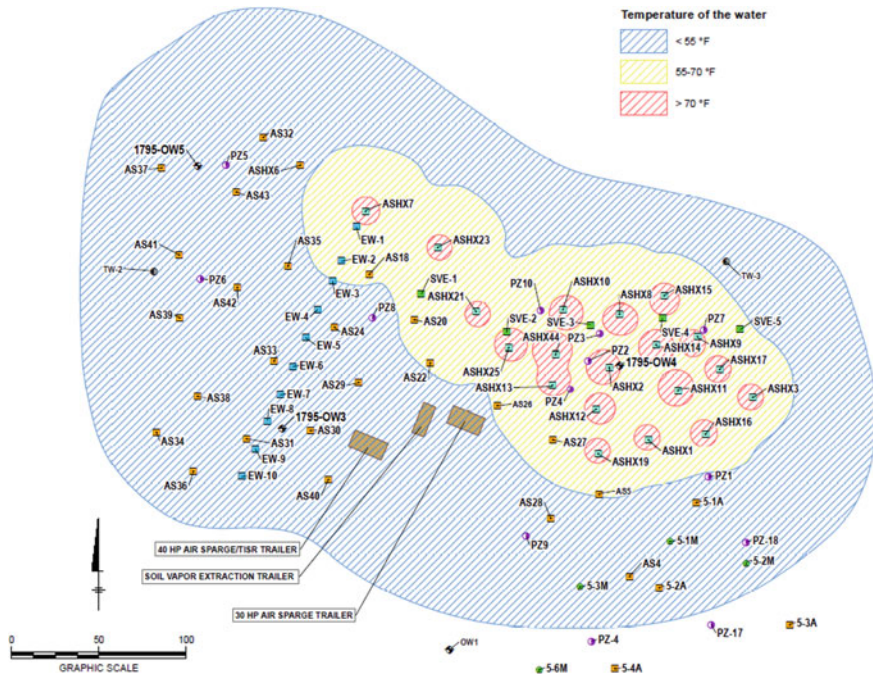 Temperature of the water
< 55 °F
55-70 °F
> 70 °F
AS32
1795-OW5
PZ5
AS37
ASHX6
AS43
ASHX7
EW-1
ASHX23
AS41
AS35
EW-2
AS18
TW-2
PZ6
TW-3
AS42
EW-3
SVE-1
ASHX10
ASHX8
ASHX15
PZ10
ASHX21
AS39
EW-4
PZ8
AS20
AS24
SVE-2
SVE-3
PZ7
SVE-5
EW-5
ASHX44
PZ3
SVE-4
ASHX9
ASHX14
PZ2
1795-OW4
AS33
EW-6
AS22
ASHX25
ASHX17
AS29
ASHX13
ASHX2
ASHX11
ASHX3
AS38
EW-7
PZ4
EW-8
AS26
ASHX12
1795-OW3
AS34
AS31
AS30
AS27
ASHX16
EW-9
ASHX1
ASHX19
AS36
EW-10
AS40
PZ1
AS5
5-1A
AS28
PZ9
5-1M
PZ-18
40 HP AIR SPARGE/TISR TRAILER
5-2M
SOIL VAPOR EXTRACTION TRAILER
AS4
5-3M
5-2A
30 HP AIR SPARGE TRAILER
PZ-17
5-3A
0 50 100
GRAPHIC SCALE
OW1
PZ-4
5-6M
5-4A